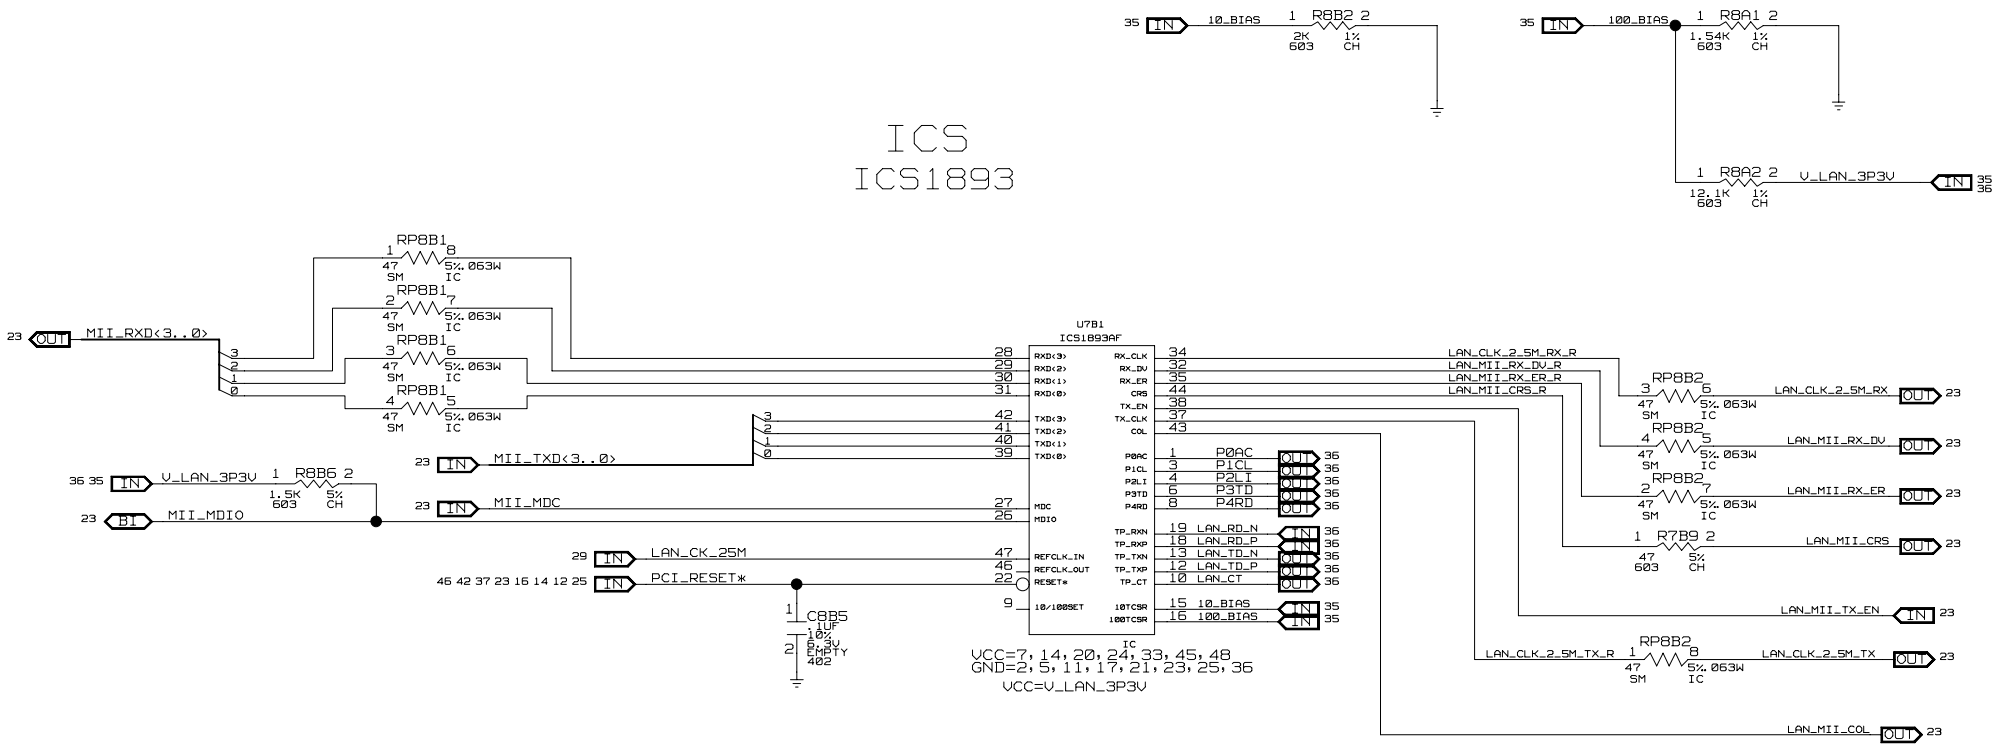 35 IN 10_BIAS 1 R8B2 2
2K 1%
603 CH
35 IN 100_BIAS 1 R8A1 2
1.54K 1%
603 CH
ICS
ICS1893
1 R8A2 2 V_LAN_3P3V IN 35
36
12.1K 1%
603 CH
RP8B1
1 8
47 5%.063W
SM IC
RP8B1
2 7
47 5%.063W
SM IC
RP8B1
3 6
47 5%.063W
SM IC
RP8B1
4 5
47 5%.063W
SM IC
23 OUT MII_RXD<3..0>
3
2
1
0
U7B1
ICS1893AF
28 RXD<3> RX_CLK 34 LAN_CLK_2_5M_RX_R
29 RXD<2> RX_DV 32 LAN_MII_RX_DV_R
30 RXD<1> RX_ER 35 LAN_MII_RX_ER_R
31 RXD<0> CRS 44 LAN_MII_CRS_R
TX_EN 38
3 42 TXD<3> TX_CLK 37
2 41 TXD<2> COL 43
1 40 TXD<1>
0 39 TXD<0> P0AC 1 P0AC OUT 36
P1CL 3 P1CL OUT 36
P2LI 4 P2LI OUT 36
P3TD 6 P3TD OUT 36
P4RD 8 P4RD OUT 36
23 IN MII_TXD<3..0>
36 35 IN V_LAN_3P3V 1 R8B6 2
1.5K 5%
603 CH
23 IN MII_MDC 27 MDC
23 BI MII_MDIO 26 MDIO
TP_RXN 19 LAN_RD_N IN 36
TP_RXP 18 LAN_RD_P IN 36
TP_TXN 13 LAN_TD_N OUT 36
TP_TXP 12 LAN_TD_P OUT 36
TP_CT 10 LAN_CT OUT 36
29 IN LAN_CK_25M 47 REFCLK_IN
46 REFCLK_OUT
46 42 37 23 16 14 12 25 IN PCI_RESET* 22 RESET*
9 10/100SET 10TCSR 15 10_BIAS IN 35
100TCSR 16 100_BIAS IN 35
1 C8B5
.1UF
10%
6.3V
2 EMPTY
402
IC
VCC=7,14,20,24,33,45,48
GND=2,5,11,17,21,23,25,36
VCC=V_LAN_3P3V
RP8B2
3 6 LAN_CLK_2_5M_RX OUT 23
47 5%.063W
SM IC
RP8B2
4 5 LAN_MII_RX_DV OUT 23
47 5%.063W
SM IC
RP8B2
2 7 LAN_MII_RX_ER OUT 23
47 5%.063W
SM IC
1 R7B9 2 LAN_MII_CRS OUT 23
47 5%
603 CH
LAN_MII_TX_EN IN 23
RP8B2
LAN_CLK_2_5M_TX_R 1 8 LAN_CLK_2_5M_TX OUT 23
47 5%.063W
SM IC
LAN_MII_COL OUT 23